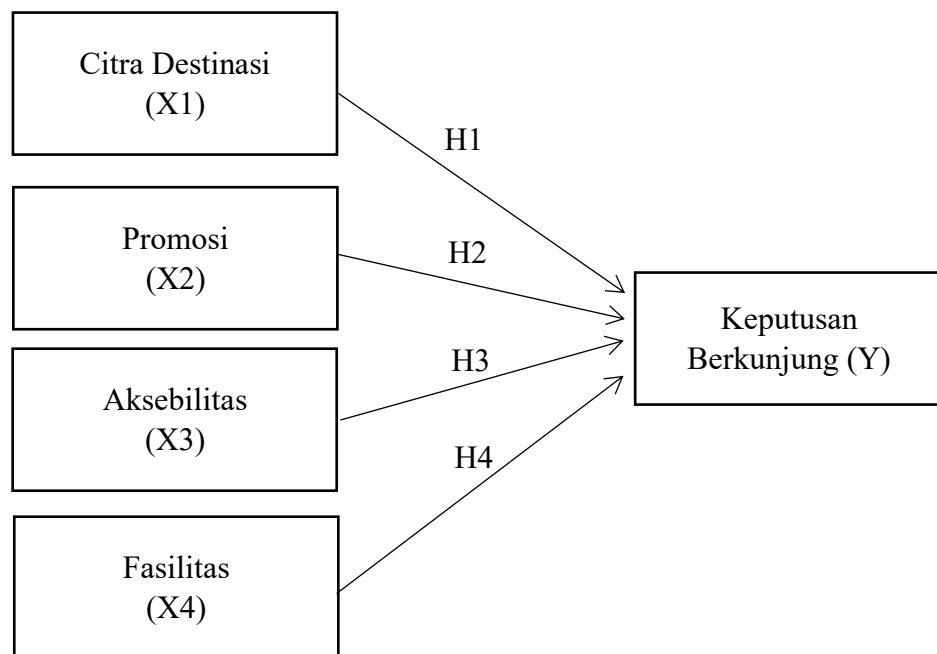 Citra Destinasi
(X1)
H1
Promosi
(X2)
H2
Keputusan
Berkunjung (Y)
H3
Aksebilitas
(X3)
H4
Fasilitas
(X4)